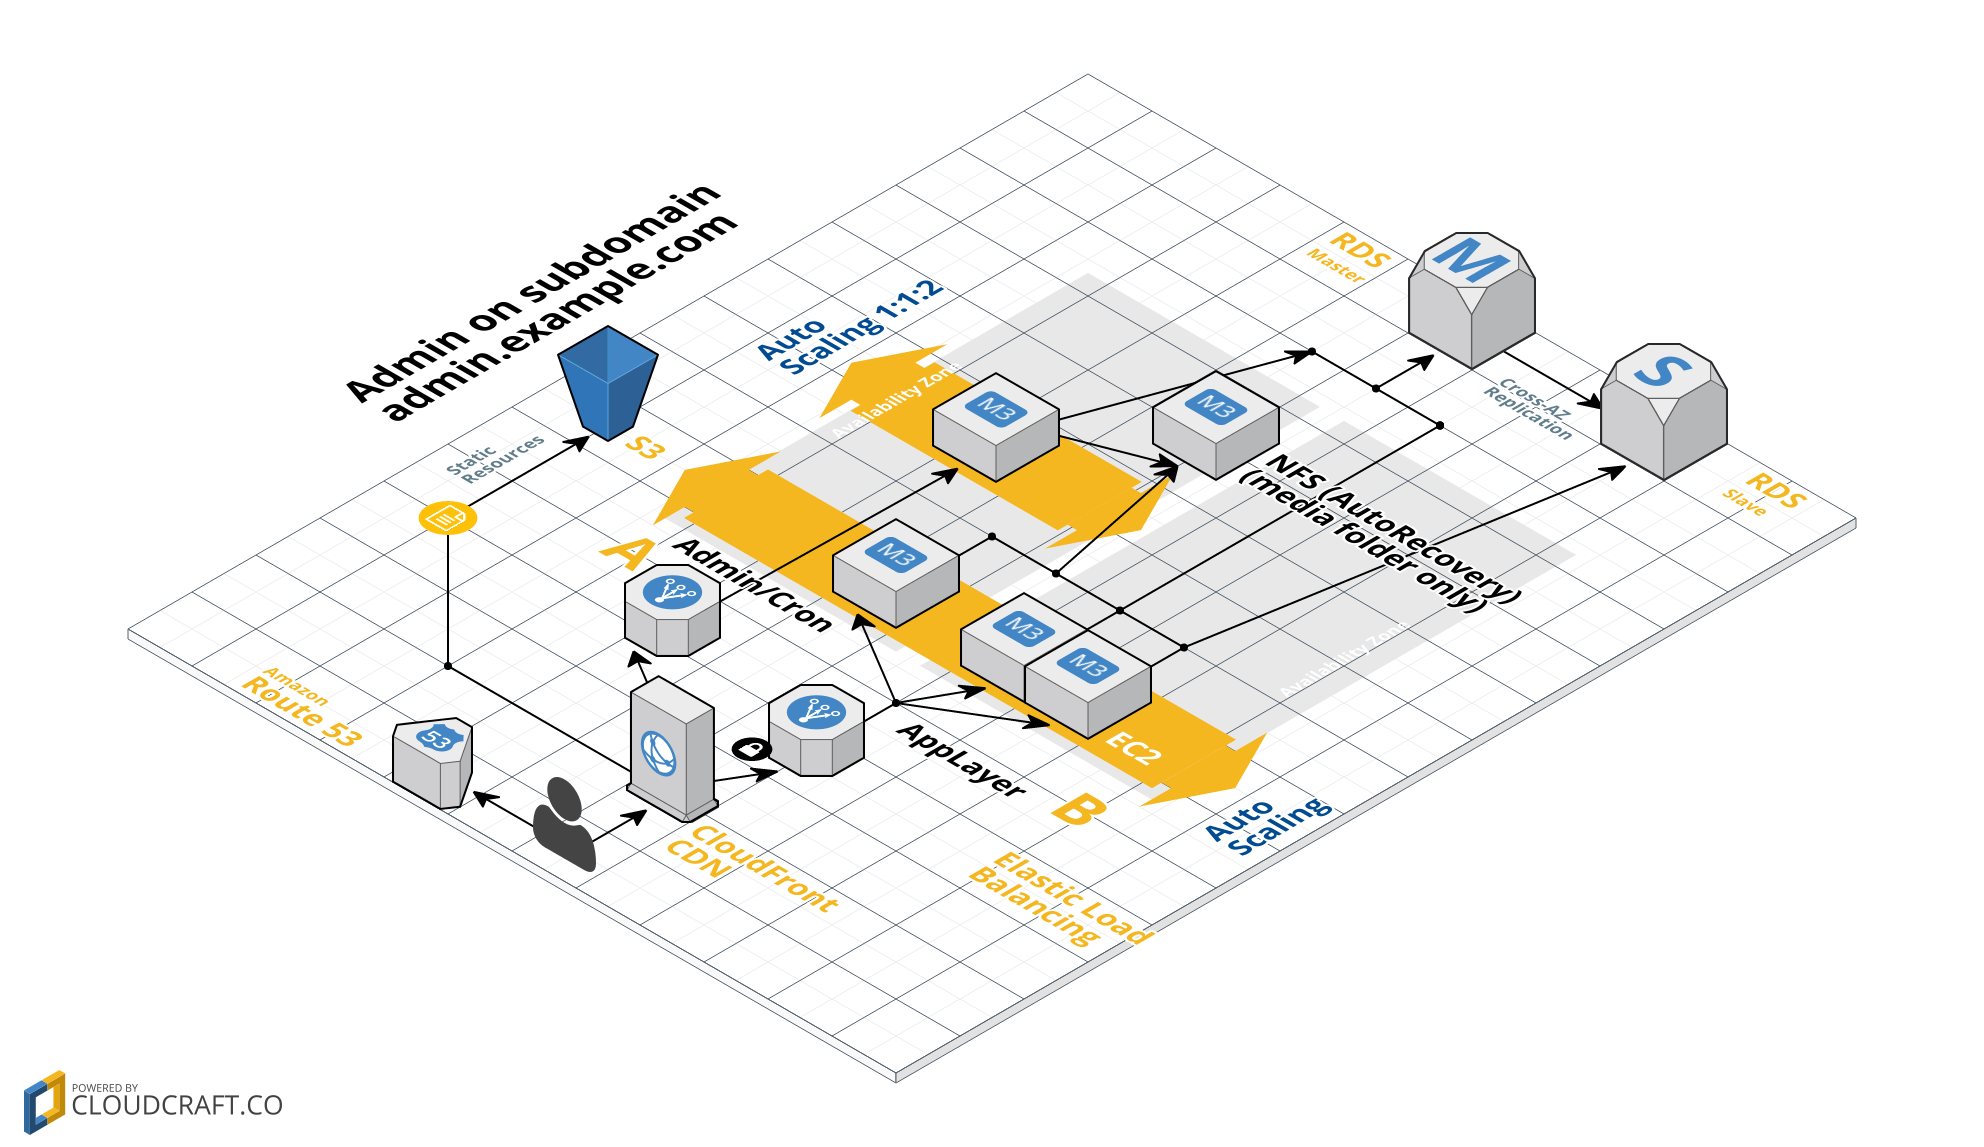 Admin on subdomain
admin.example.com
Auto
Scaling 1:1:2
RDS
Master
M
S
Cross-AZ
Replication
RDS
Slave
Availability Zone
M3
M3
NFS (AutoRecovery)
(media folder only)
Static
Resources
S3
A
Admin/Cron
M3
M3
M3
Availability Zone
EC2
Amazon
Route 53
53
AppLayer
B
Auto
Scaling
CloudFront
CDN
Elastic Load
Balancing
POWERED BY
CLOUDCRAFT.CO